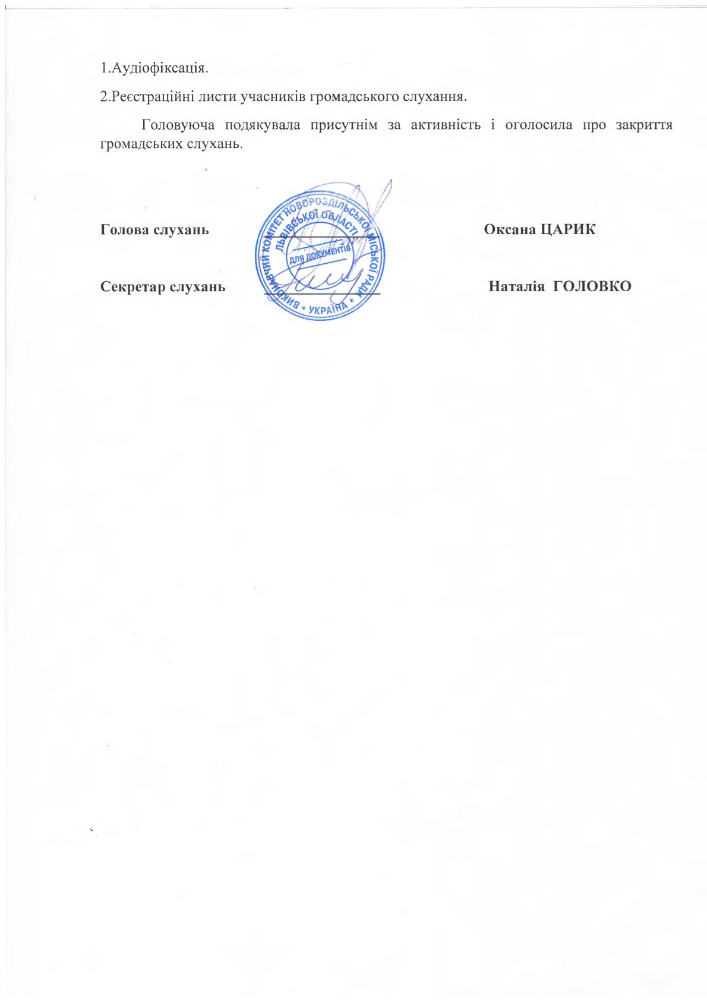 1.Аудіофіксація.
2.Реєстраційні листи учасників громадського слухання.
Головуюча подякувала присутнім за активність і оголосила про закриття
громадських слухань.
Голова слухань Оксана ЦАРИК
ВИКОНАВЧИЙ КОМІТЕТ НОВОРОЗДІЛЬСЬКОЇ МІСЬКОЇ РАДИ
ЛЬВІВСЬКОЇ ОБЛАСТІ
ДЛЯ ДОКУМЕНТІВ
* УКРАЇНА *
Секретар слухань Наталія ГОЛОВКО